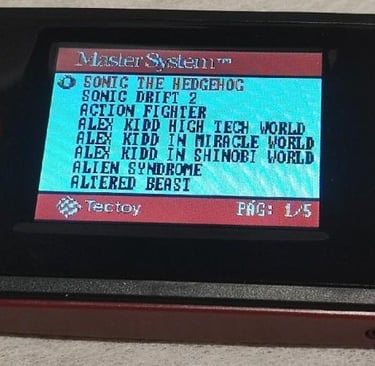 Master System™
SONIC THE HEDGEHOG
SONIC DRIFT 2
ACTION FIGHTER
ALEX KIDD HIGH TECH WORLD
ALEX KIDD IN MIRACLE WORLD
ALEX KIDD IN SHINOBI WORLD
ALIEN SYNDROME
ALTERED BEAST
Tectoy PAG: 1/5